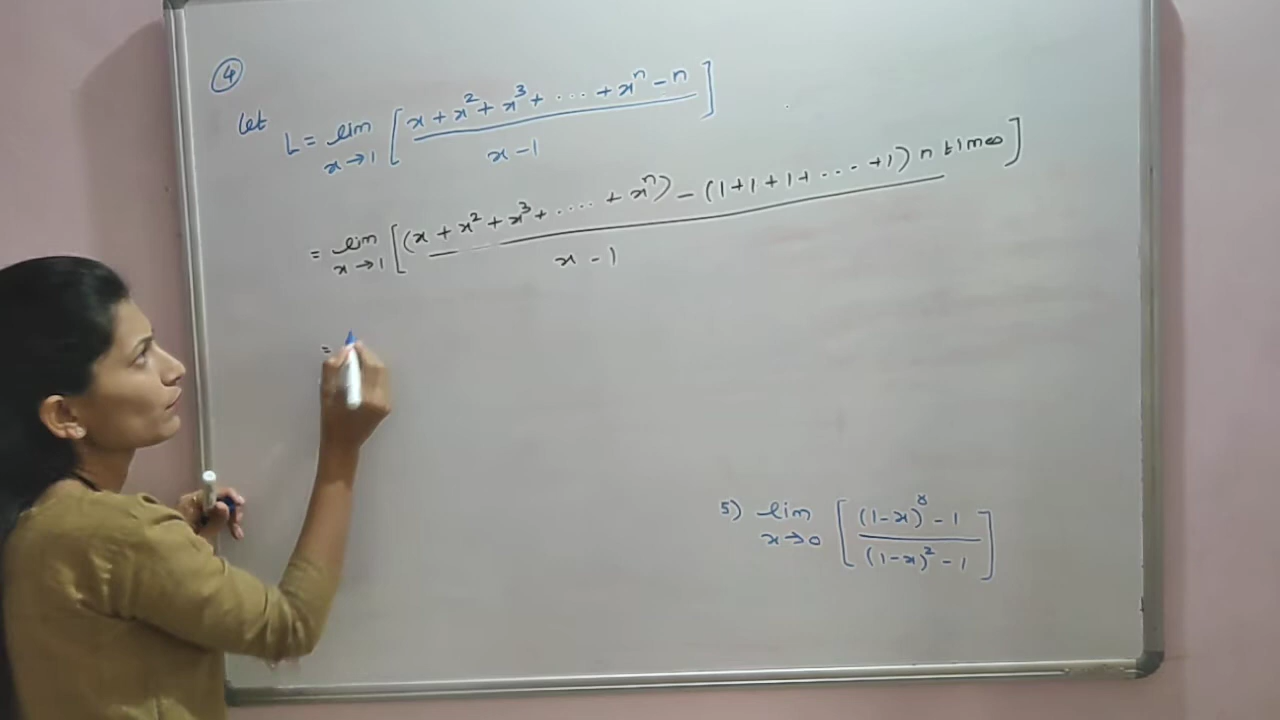 ④
Let L = lim x→1 [ (x + x² + x³ + .... + xⁿ - n) / (x - 1) ]
= lim x→1 [ ((x + x² + x³ + .... + xⁿ) - (1+1+1+.....+1) n times) / (x - 1) ]
=
5) lim x→0 [ ((1-x)⁸ - 1) / ((1-x)² - 1) ]